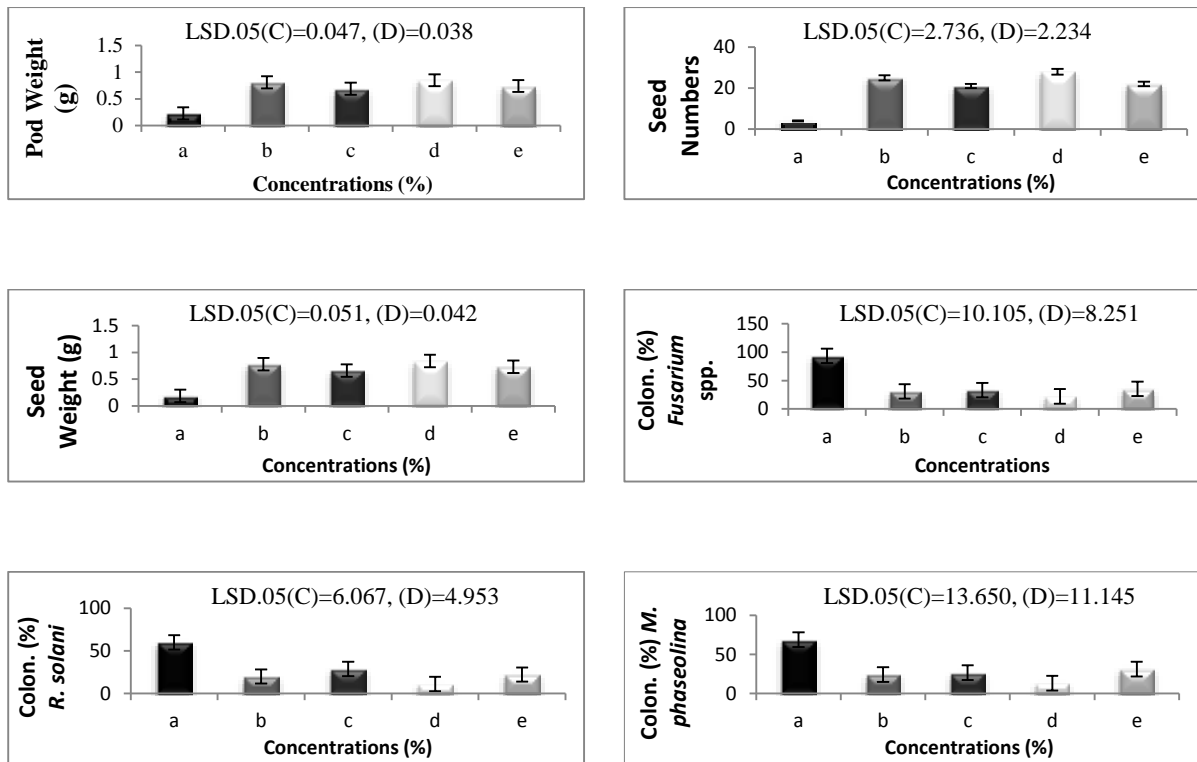 LSD.05(C)=0.047, (D)=0.038
Pod Weight
(g)
1.5
1
0.5
0
a b c d e
Concentrations (%)
LSD.05(C)=2.736, (D)=2.234
Seed
Numbers
40
20
0
a b c d e
Concentrations (%)
LSD.05(C)=0.051, (D)=0.042
Seed
Weight (g)
1.5
1
0.5
0
a b c d e
Concentrations (%)
LSD.05(C)=10.105, (D)=8.251
Colon. (%)
Fusarium
spp.
150
100
50
0
a b c d e
Concentrations
LSD.05(C)=6.067, (D)=4.953
Colon. (%)
R. solani
100
50
0
a b c d e
Concentrations (%)
LSD.05(C)=13.650, (D)=11.145
Colon. (%) M.
phaseolina
100
50
0
a b c d e
Concentrations (%)